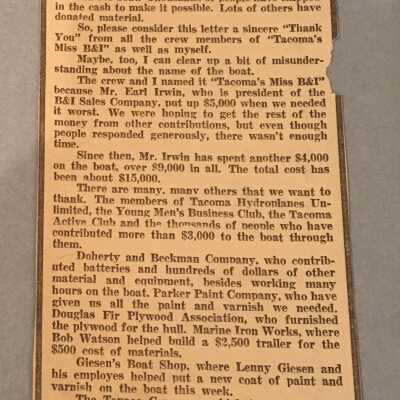 in the cash to make it possible. Lots of others have
donated material.
So, please consider this letter a sincere "Thank
You" from all the crew members of "Tacoma's
Miss B&I" as well as myself.
Maybe, too, I can clear up a bit of misunder-
standing about the name of the boat.
The crew and I named it "Tacoma's Miss B&I"
because Mr. Earl Irwin, who is president of the
B&I Sales Company, put up $5,000 when we needed
it worst. We were hoping to get the rest of the
money from other contributions, but even though
people responded generously, there wasn't enough
time.
Since then, Mr. Irwin has spent another $4,000
on the boat, over $9,000 in all. The total cost has
been about $15,000.
There are many, many others that we want to
thank. The members of Tacoma Hydroplanes Un-
limited, the Young Men's Business Club, the Tacoma
Active Club and the thousands of people who have
contributed more than $3,000 to the boat through
them.
Doherty and Beckman Company, who contrib-
uted batteries and hundreds of dollars of other
material and equipment, besides working many
hours on the boat. Parker Paint Company, who have
given us all the paint and varnish we needed.
Douglas Fir Plywood Association, who furnished
the plywood for the hull. Marine Iron Works, where
Bob Watson helped build a $2,500 trailer for the
$500 cost of materials.
Giesen's Boat Shop, where Lenny Giesen and
his employes helped put a new coat of paint and
varnish on the boat this week.